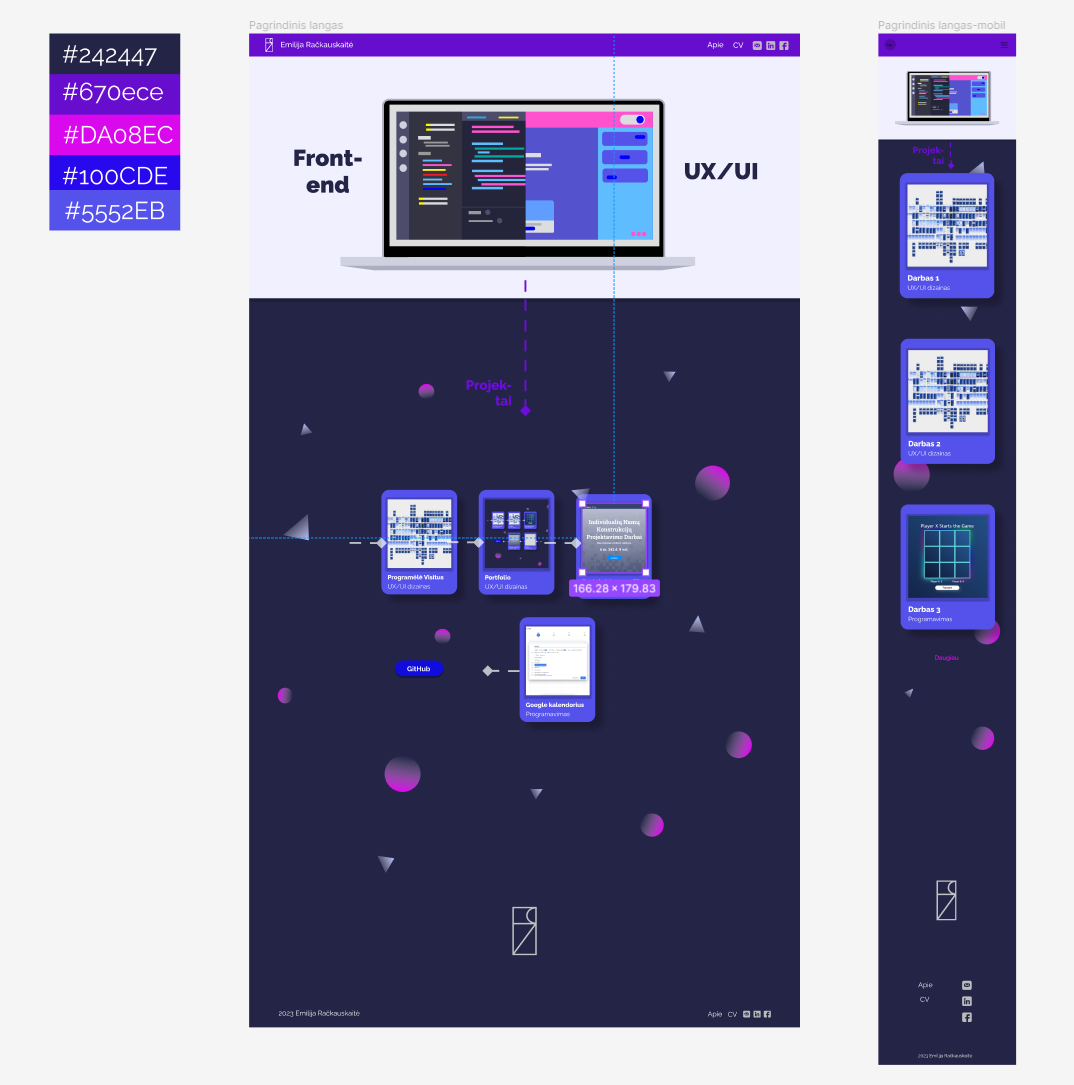 #242447
#670ece
#DA08EC
#100CDE
#5552EB
Pagrindinis langas
Emilija Račkauskaitė
Apie CV
Front-
end
UX/UI
Projek-
tai
Programėlė Visitus
UX/UI dizainas
Portfolio
UX/UI dizainas
Individualių Namų
Konstrukcijų
Projektavimo Darbai
166.28 × 179.83
GitHub
Google kalendorius
Programavimas
2023 Emilija Račkauskaitė
Apie CV
Pagrindinis langas-mobil
Projek-
tai
Darbas 1
UX/UI dizainas
Darbas 2
UX/UI dizainas
Player X Starts the Game
Darbas 3
Programavimas
Daugiau
Apie
CV
2023 Emilija Račkauskaitė